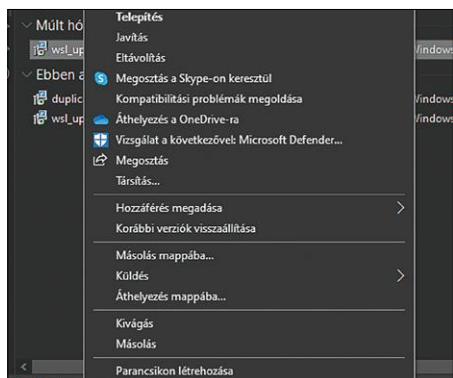 Telepítés
Múlt hó
Javítás
wsl_up
Windows
Eltávolítás
Ebben a
Megosztás a Skype-on keresztül
duplic
Kompatibilitási problémák megoldása
Windows
wsl_up
Áthelyezés a OneDrive-ra
Windows
Vizsgálat a következővel: Microsoft Defender...
Megosztás
Társítás...
Hozzáférés megadása
Korábbi verziók visszaállítása
Másolás mappába...
Küldés
Áthelyezés mappába...
Kivágás
Másolás
Parancsikon létrehozása